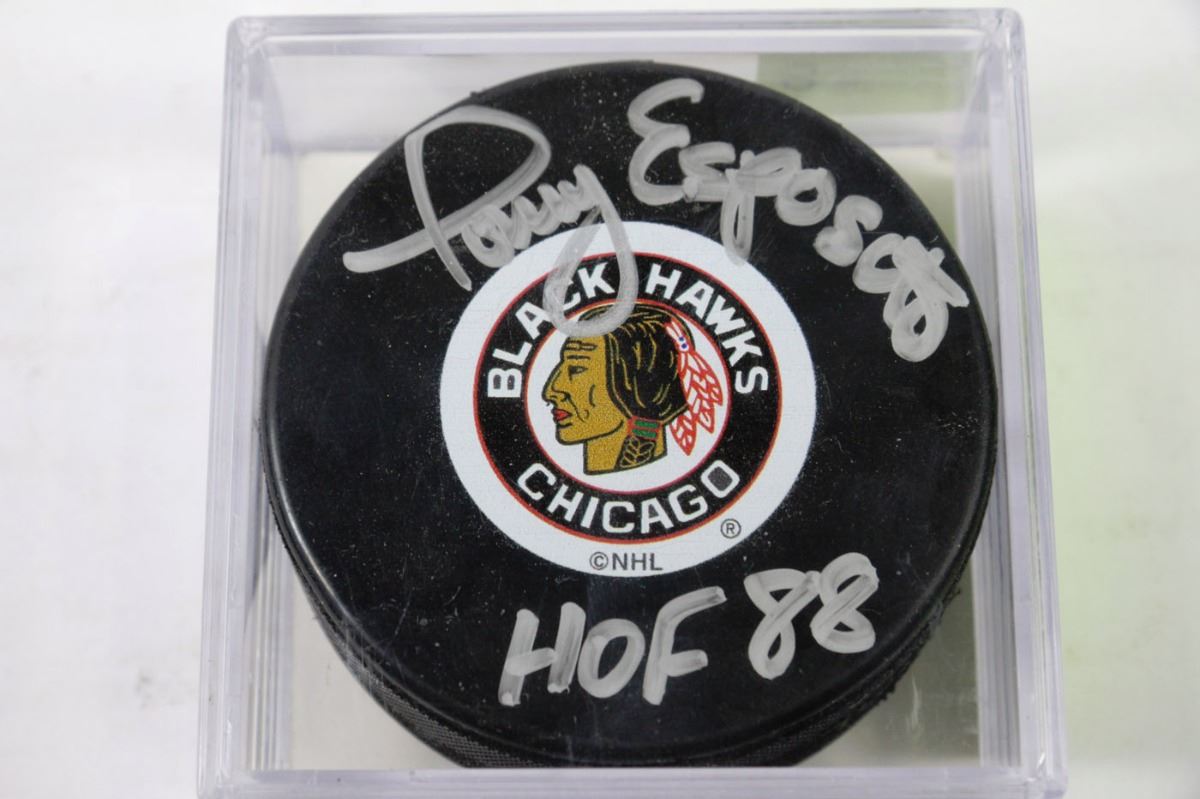 Tony Esposito
BLACK HAWKS
CHICAGO
®
©NHL
HOF 88